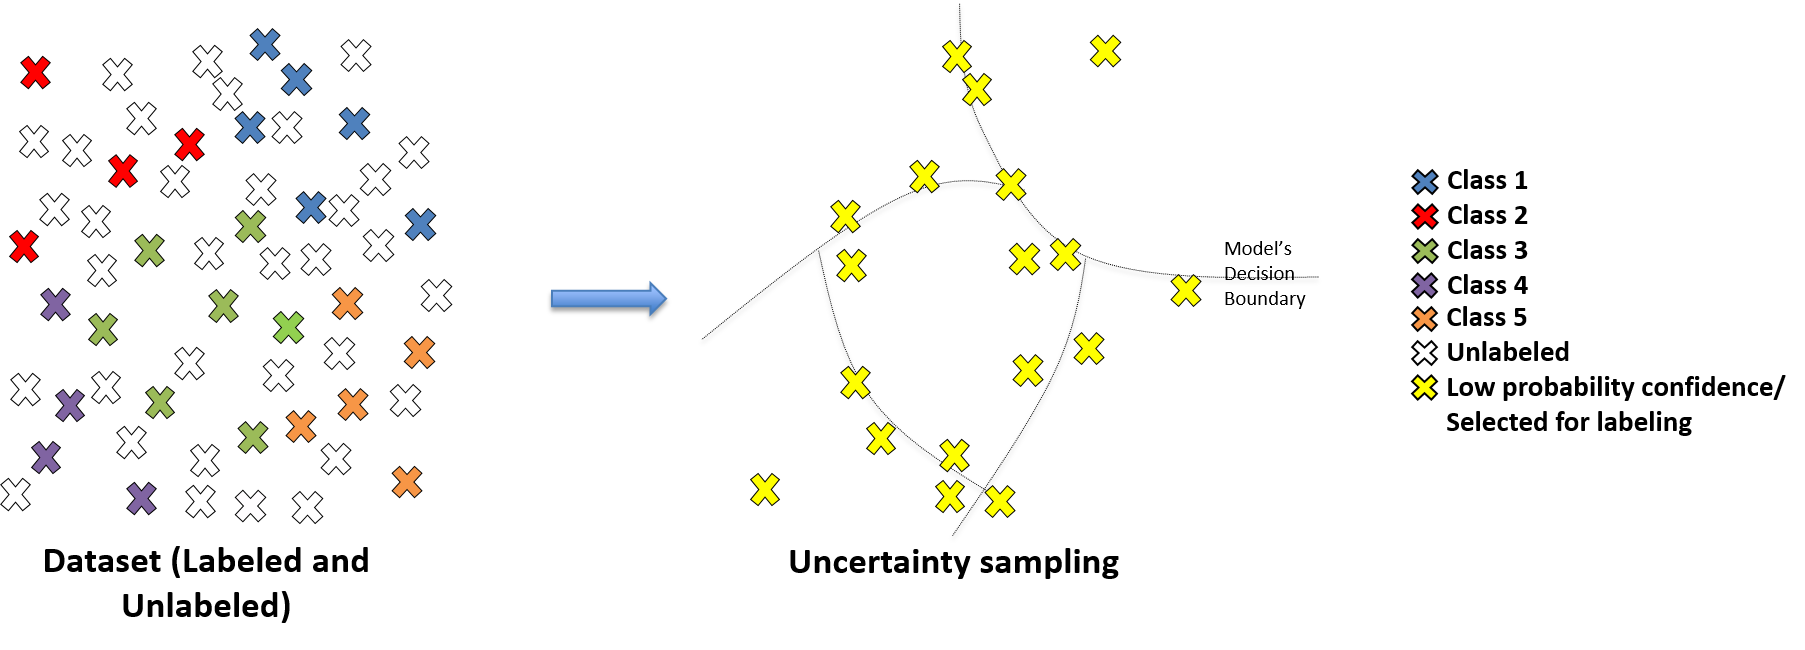 Dataset (Labeled and
Unlabeled)
Uncertainty sampling
Model's
Decision
Boundary
Class 1
Class 2
Class 3
Class 4
Class 5
Unlabeled
Low probability confidence/
Selected for labeling